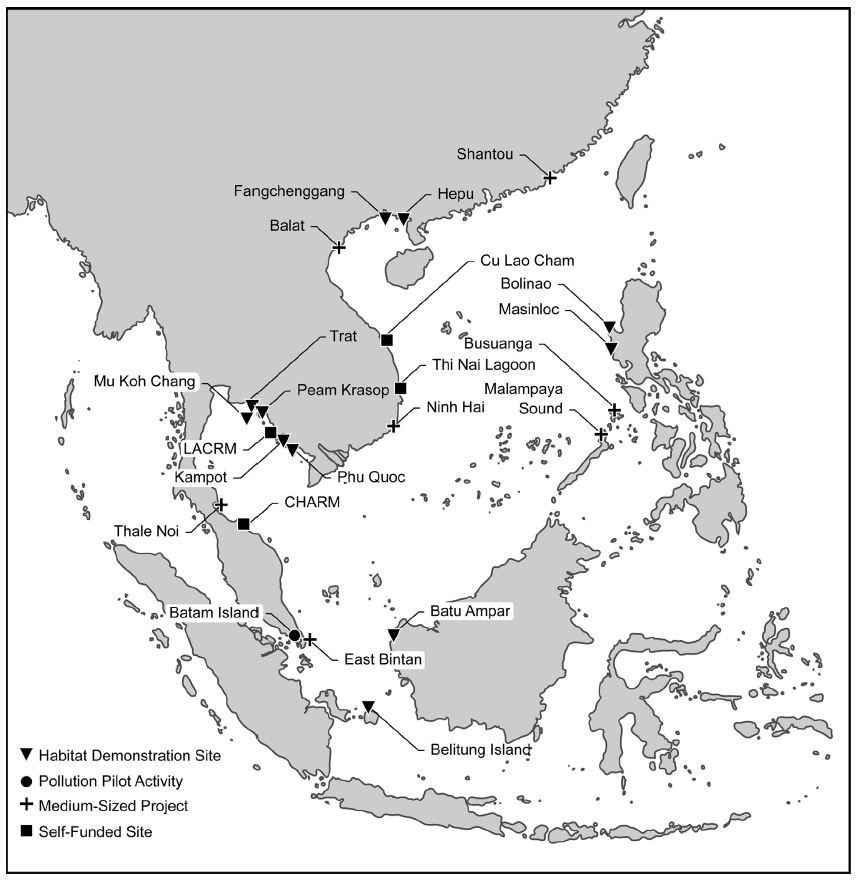 Shantou
Fangchenggang
Hepu
Balat
Cu Lao Cham
Bolinao
Masinloc
Trat
Busuanga
Thi Nai Lagoon
Mu Koh Chang
Peam Krasop
Malampaya
Sound
Ninh Hai
LACRM
Kampot
Phu Quoc
CHARM
Thale Noi
Batam Island
Batu Ampar
East Bintan
Belitung Island
Habitat Demonstration Site
Pollution Pilot Activity
Medium-Sized Project
Self-Funded Site